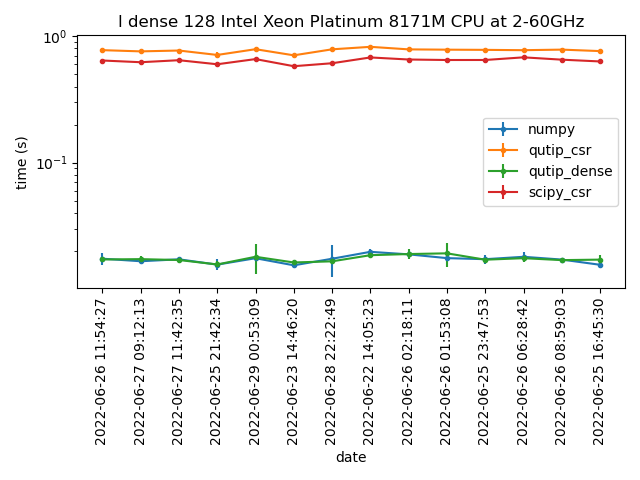 l dense 128 Intel Xeon Platinum 8171M CPU at 2-60GHz
time (s)
10⁰
10⁻¹
numpy
qutip_csr
qutip_dense
scipy_csr
2022-06-26 11:54:27
2022-06-27 09:12:13
2022-06-27 11:42:35
2022-06-25 21:42:34
2022-06-29 00:53:09
2022-06-23 14:46:20
2022-06-28 22:22:49
2022-06-22 14:05:23
2022-06-26 02:18:11
2022-06-26 01:53:08
2022-06-25 23:47:53
2022-06-26 06:28:42
2022-06-26 08:59:03
2022-06-25 16:45:30
date